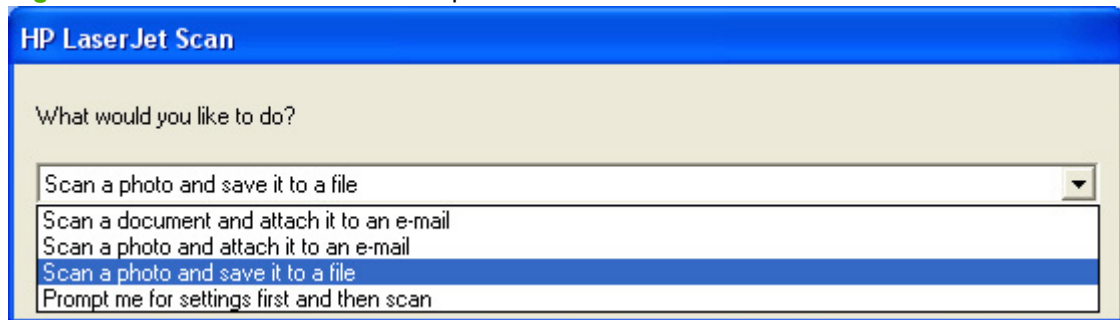 HP LaserJet Scan
What would you like to do?
Scan a photo and save it to a file
Scan a document and attach it to an e-mail
Scan a photo and attach it to an e-mail
Scan a photo and save it to a file
Prompt me for settings first and then scan